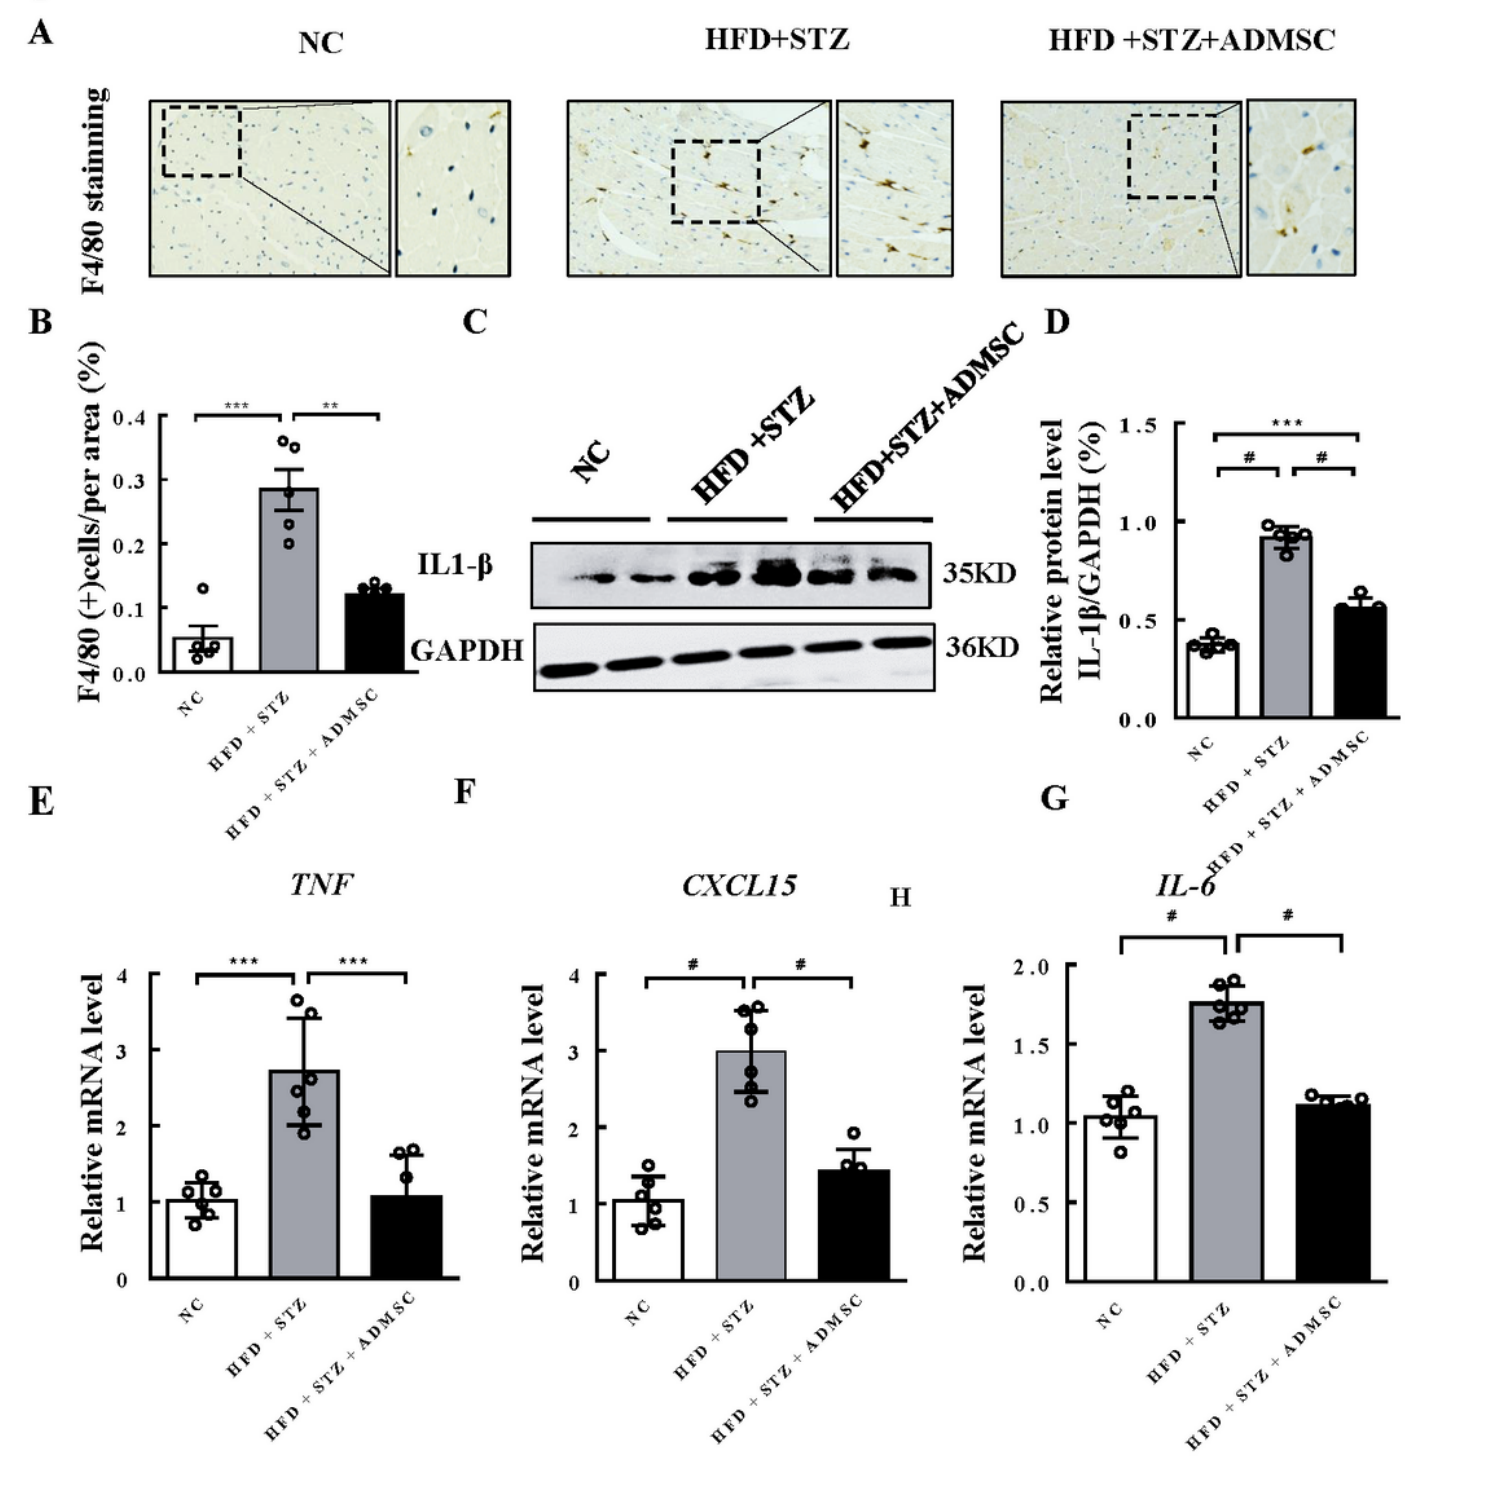 A
NC
HFD+STZ
HFD +STZ+ADMSC
F4/80 stainning
B
C
D
F4/80 (+)cells/per area (%)
0.4
0.3
0.2
0.1
0.0
***
**
NC
HFD + STZ
HFD + STZ + ADMSC
NC
HFD +STZ
HFD+STZ+ADMSC
IL1-β
35KD
GAPDH
36KD
Relative protein level
IL-1β/GAPDH (%)
1.5
1.0
0.5
0.0
***
#
#
NC
HFD + STZ
HFD + STZ + ADMSC
E
F
G
TNF
Relative mRNA level
4
3
2
1
0
***
***
NC
HFD + STZ
HFD + STZ + ADMSC
CXCL15
H
Relative mRNA level
4
3
2
1
0
#
#
NC
HFD + STZ
HFD + STZ + ADMSC
IL-6
Relative mRNA level
2.0
1.5
1.0
0.5
0.0
#
#
NC
HFD + STZ
HFD + STZ + ADMSC